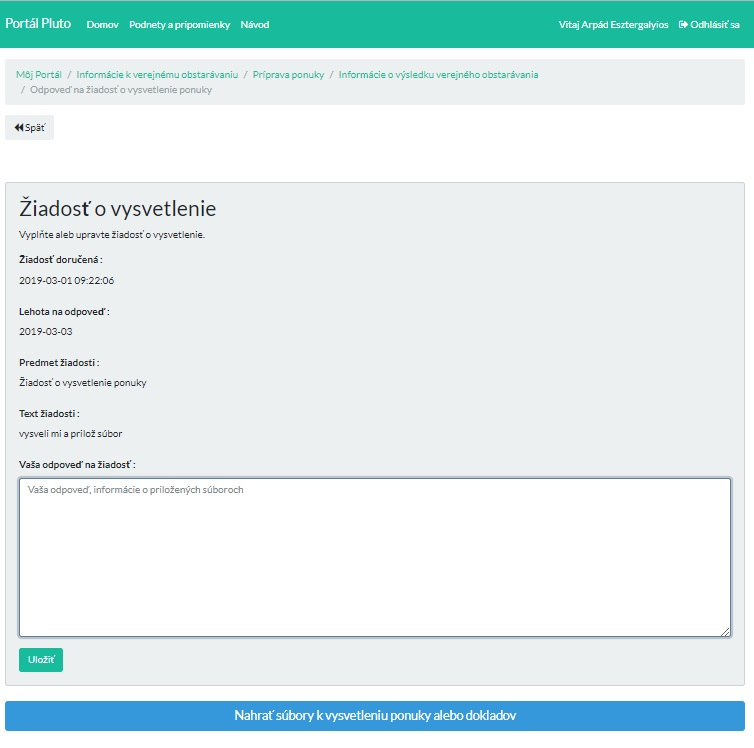 Portál Pluto Domov Podnety a pripomienky Návod Vitaj Arpád Esztergalyios Odhlásiť sa
Môj Portál / Informácie k verejnému obstarávaniu / Príprava ponuky / Informácie o výsledku verejného obstarávania
/ Odpoveď na žiadosť o vysvetlenie ponuky
Späť
Žiadosť o vysvetlenie
Vyplňte aleb upravte žiadosť o vysvetlenie.
Žiadosť doručená :
2019-03-01 09:22:06
Lehota na odpoveď :
2019-03-03
Predmet žiadosti :
Žiadosť o vysvetlenie ponuky
Text žiadosti :
vysveli mi a prilož súbor
Vaša odpoveď na žiadosť :
Vaša odpoveď, informácie o priložených súboroch
Uložiť
Nahrať súbory k vysvetleniu ponuky alebo dokladov